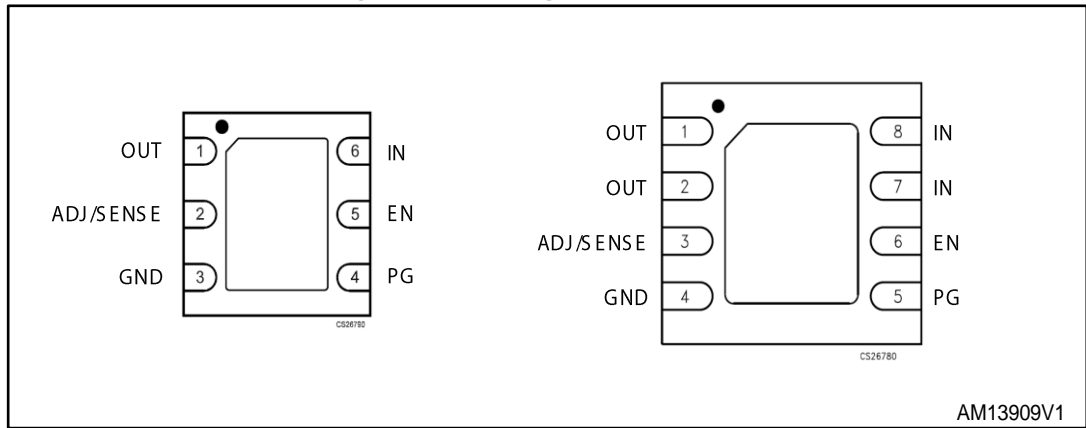 OUT 1 6 IN
ADJ/SENSE 2 5 EN
GND 3 4 PG
CS26790
OUT 1 8 IN
OUT 2 7 IN
ADJ/SENSE 3 6 EN
GND 4 5 PG
CS26780
AM13909V1